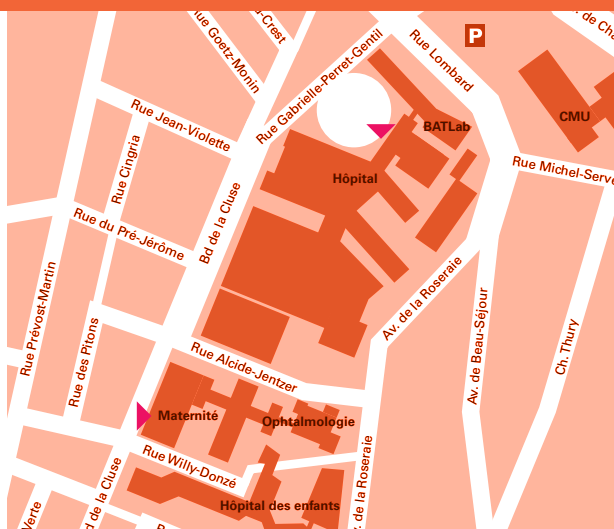 Rue Goetz-Monin
-Crest
Rue Gabrielle-Perret-Gentil
Rue Lombard
P
CMU
BATLab
Rue Jean-Violette
Rue Cingria
Hôpital
Rue Michel-Serve
Bd de la Cluse
Rue du Pré-Jérôme
Av. de la Roseraie
Rue Prévost-Martin
Rue des Pitons
Av. de Beau-Séjour
Ch. Thury
Rue Alcide-Jentzer
Maternité
Ophtalmologie
Rue Willy-Donzé
de la Roseraie
d de la Cluse
Hôpital des enfants
Verte